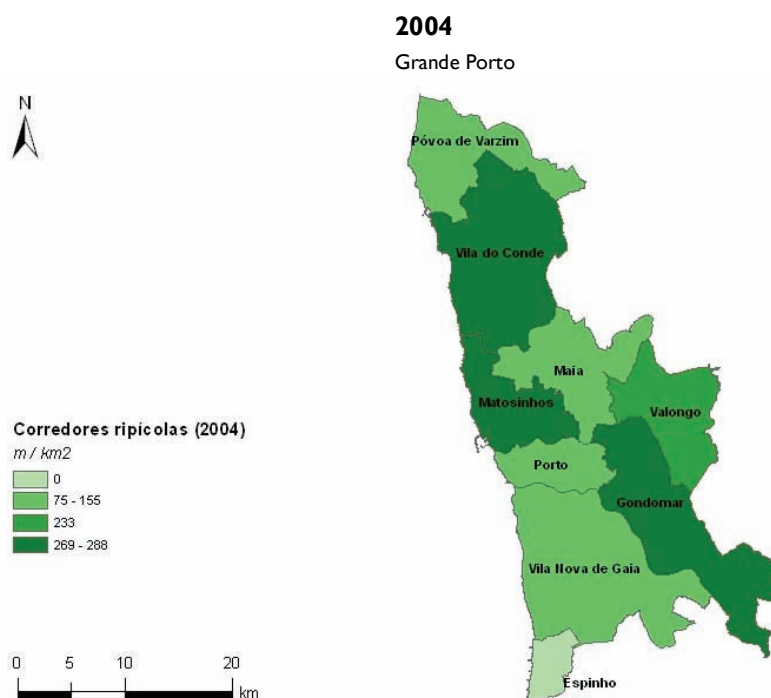 2004
Grande Porto
N
Póvoa de Varzim
Vila do Conde
Maia
Matosinhos
Valongo
Porto
Gondomar
Vila Nova de Gaia
Espinho
Corredores ripícolas (2004)
m / km2
0
75 - 155
233
269 - 288
0 5 10 20
km